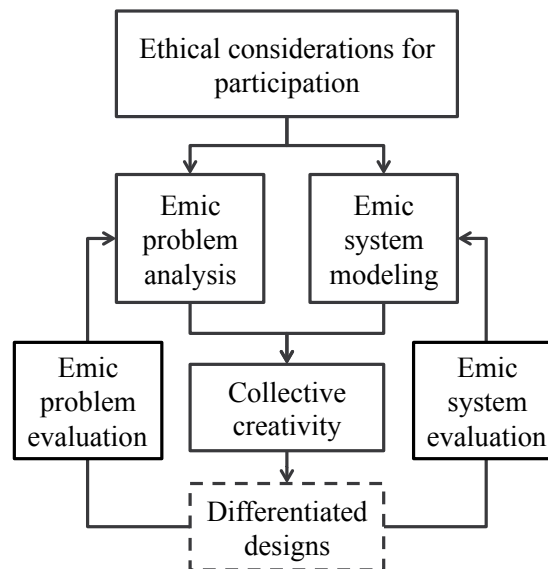 Ethical considerations for
participation
Emic
problem
analysis
Emic
system
modeling
Emic
problem
evaluation
Collective
creativity
Emic
system
evaluation
Differentiated
designs